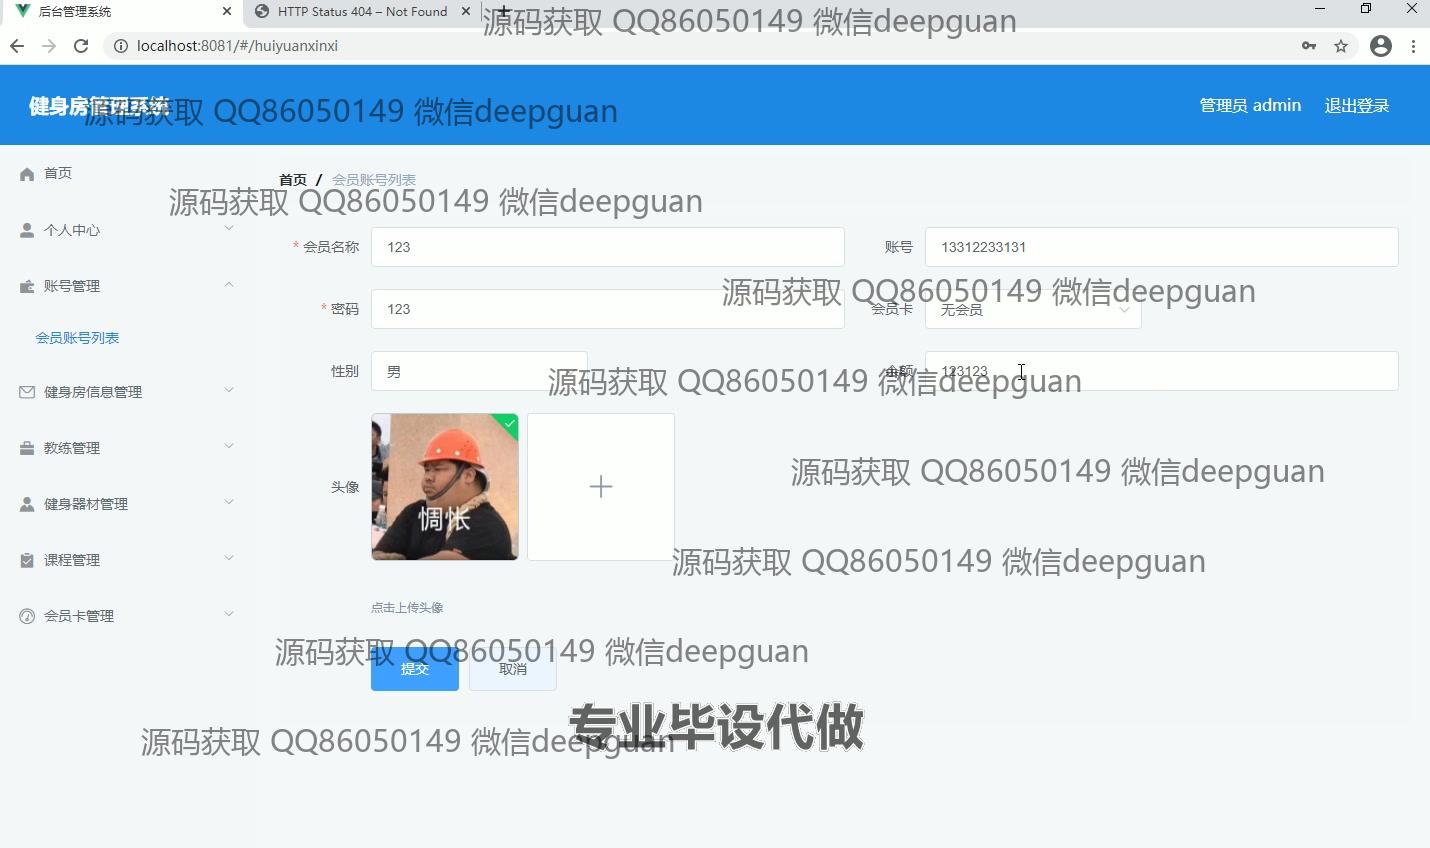 后台管理系统
HTTP Status 404 – Not Found
源码获取 QQ86050149 微信deepguan
localhost:8081/#/huiyuanxinxi
健身房管理系统
源码获取 QQ86050149 微信deepguan
管理员 admin
退出登录
首页
首页 / 会员账号列表
源码获取 QQ86050149 微信deepguan
个人中心
* 会员名称
123
账号
13312233131
账号管理
源码获取 QQ86050149 微信deepguan
* 密码
123
会员卡
无会员
会员账号列表
性别
男
金额
123123
源码获取 QQ86050149 微信deepguan
健身房信息管理
教练管理
源码获取 QQ86050149 微信deepguan
头像
惆怅
健身器材管理
课程管理
源码获取 QQ86050149 微信deepguan
点击上传头像
会员卡管理
源码获取 QQ86050149 微信deepguan
提交
取消
专业毕设代做
源码获取 QQ86050149 微信deepguan